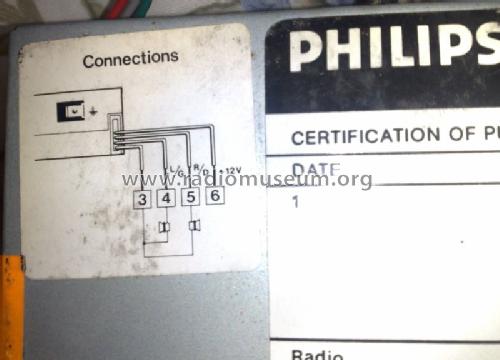 Connections
L/G R/D +12V
3 4 5 6
PHILIPS
CERTIFICATION OF PU
DATE
1
Radio
www.radiomuseum.org